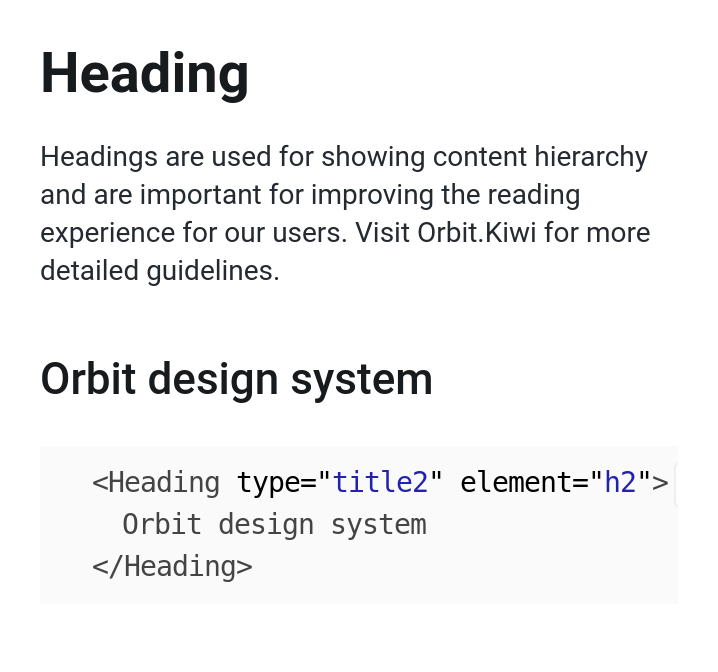 Heading
Headings are used for showing content hierarchy
and are important for improving the reading
experience for our users. Visit Orbit.Kiwi for more
detailed guidelines.
Orbit design system
<Heading type="title2" element="h2">
Orbit design system
</Heading>